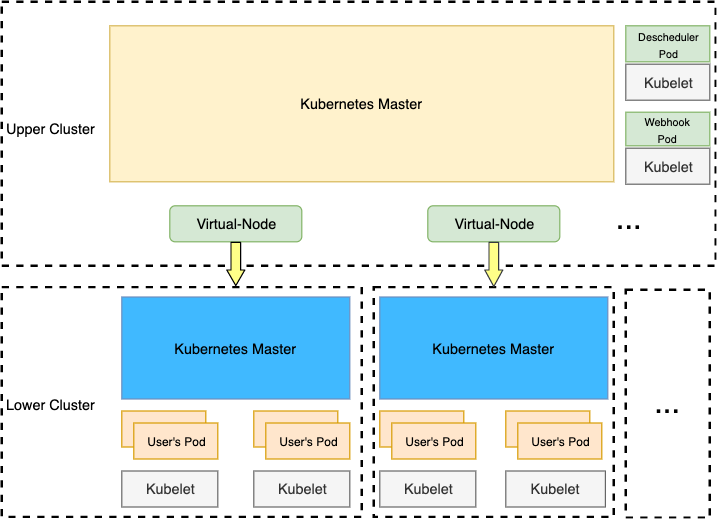 Descheduler
Pod
Kubelet
Kubernetes Master
Upper Cluster
Webhook
Pod
Kubelet
Virtual-Node
Virtual-Node
...
Kubernetes Master
Kubernetes Master
Lower Cluster
...
User's Pod
User's Pod
User's Pod
User's Pod
Kubelet
Kubelet
Kubelet
Kubelet